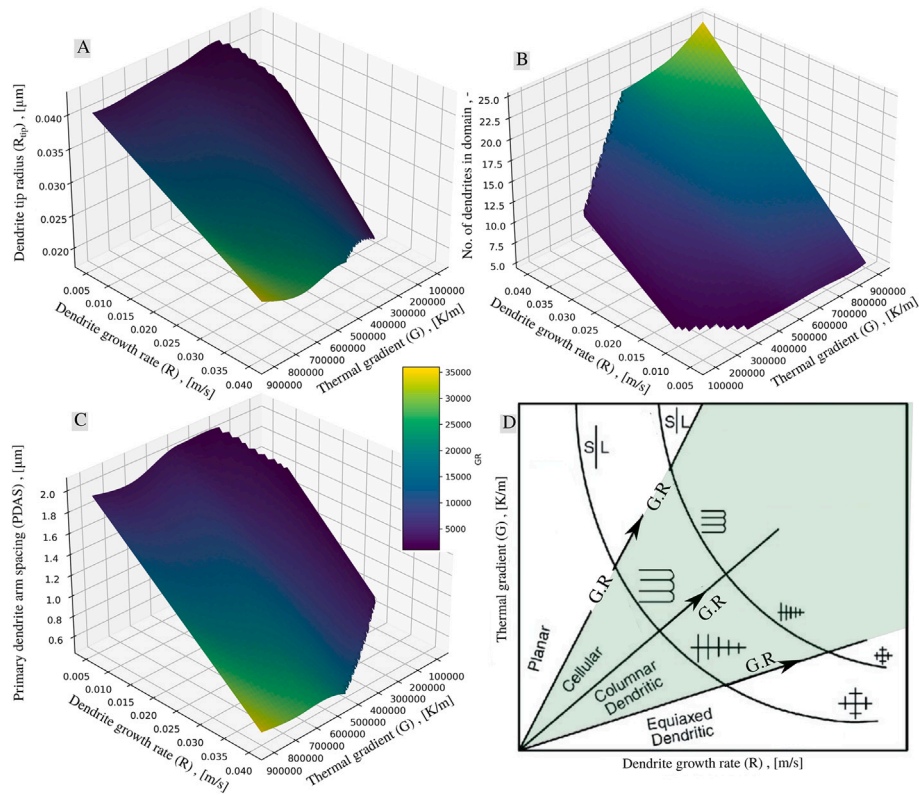 A
Dendrite tip radius (Rtip) , [μm]
0.040
0.035
0.030
0.025
0.020
0.005
0.010
0.015
0.020
0.025
0.030
0.035
0.040
Dendrite growth rate (R) , [m/s]
100000
200000
300000
400000
500000
600000
700000
800000
900000
Thermal gradient (G) , [K/m]
B
No. of dendrites in domain , -
25.0
22.5
20.0
17.5
15.0
12.5
10.0
7.5
5.0
0.040
0.035
0.030
0.025
0.020
0.015
0.010
0.005
Dendrite growth rate (R) , [m/s]
900000
800000
700000
600000
500000
400000
300000
200000
100000
Thermal gradient (G) , [K/m]
C
Primary dendrite arm spacing (PDAS) , [μm]
2.0
1.8
1.6
1.4
1.2
1.0
0.8
0.6
0.005
0.010
0.015
0.020
0.025
0.030
0.035
0.040
Dendrite growth rate (R) , [m/s]
100000
200000
300000
400000
500000
600000
700000
800000
900000
Thermal gradient (G) , [K/m]
35000
30000
25000
20000
15000
10000
5000
GR
D
Thermal gradient (G) , [K/m]
S|L
S|L
G.R
G.R
G.R
G.R
Planar
Cellular
Columnar
Dendritic
Equiaxed
Dendritic
Dendrite growth rate (R) , [m/s]